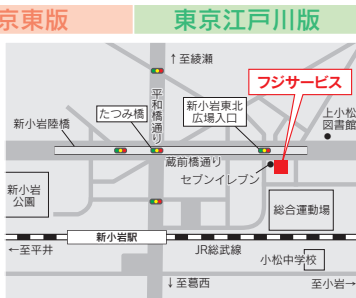 京東版
東京江戸川版
↑至綾瀬
フジサービス
たつみ橋
平和橋通り
新小岩東北
広場入口
上小松
図書館
新小岩陸橋
蔵前橋通り
セブンイレブン
新小岩
公園
総合運動場
新小岩駅
←至平井
JR総武線
小松中学校
↓至葛西
至小岩→